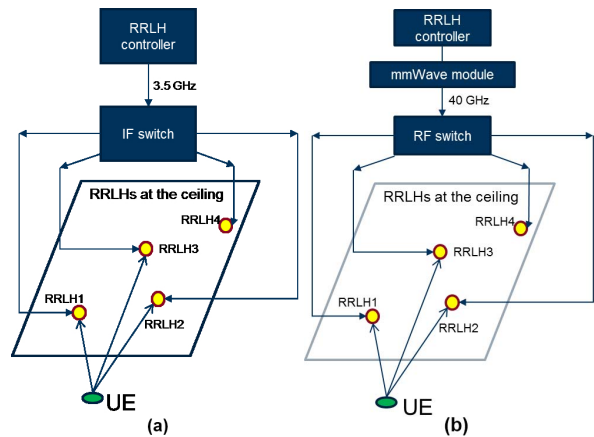 RRLH
controller
3.5 GHz
IF switch
RRLHs at the ceiling
RRLH4
RRLH3
RRLH1
RRLH2
UE
(a)
RRLH
controller
mmWave module
40 GHz
RF switch
RRLHs at the ceiling
RRLH4
RRLH3
RRLH1
RRLH2
UE
(b)